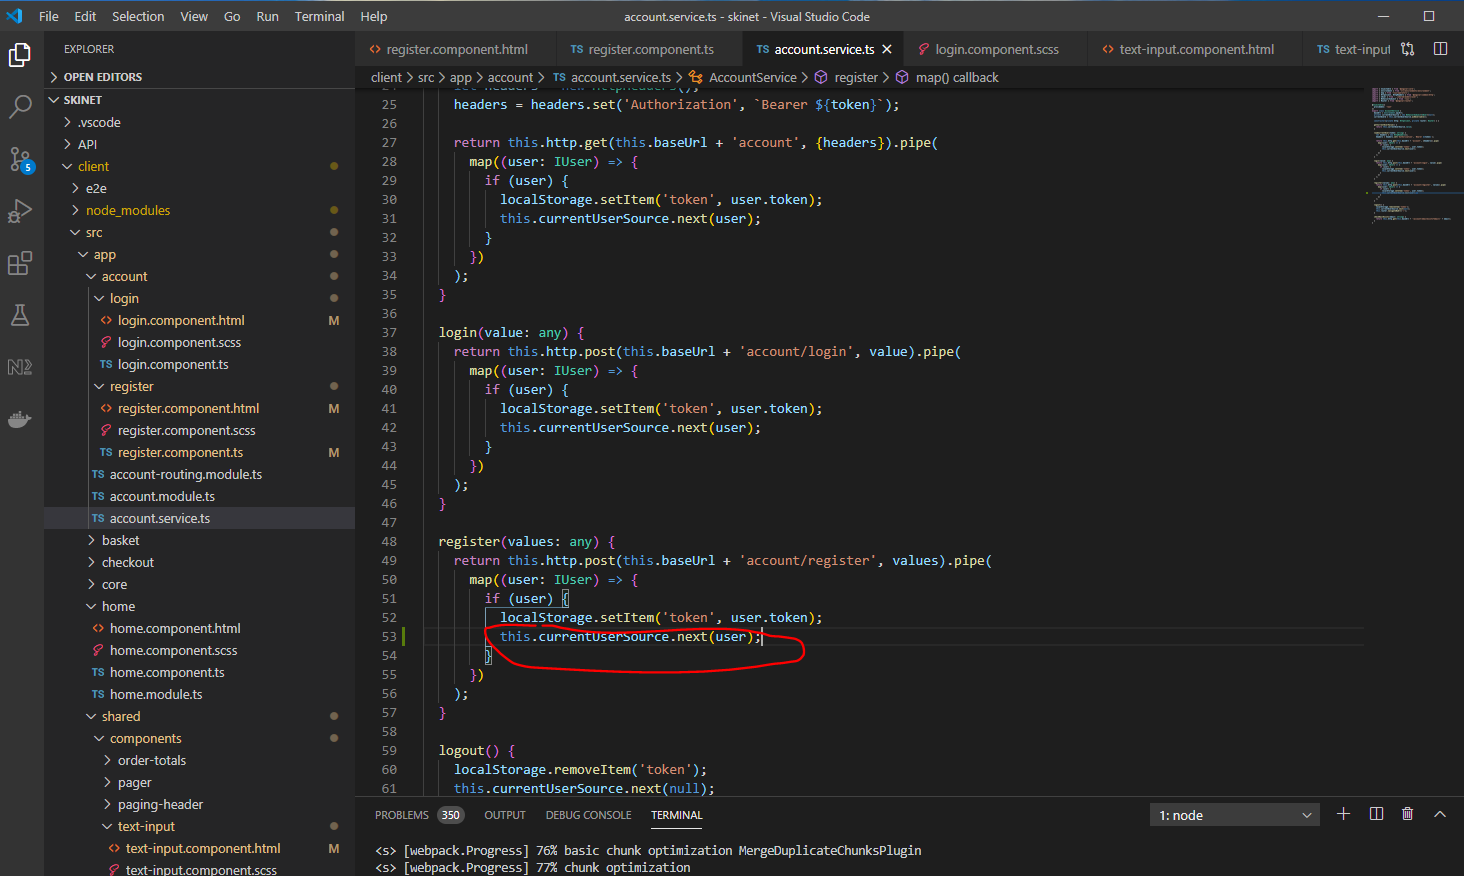 File Edit Selection View Go Run Terminal Help
account.service.ts - skinet - Visual Studio Code
EXPLORER
OPEN EDITORS
SKINET
.vscode
API
client
e2e
node_modules
src
app
account
login
login.component.html M
login.component.scss
login.component.ts
register
register.component.html M
register.component.scss
register.component.ts M
account-routing.module.ts
account.module.ts
account.service.ts
basket
checkout
core
home
home.component.html
home.component.scss
home.component.ts
home.module.ts
shared
components
order-totals
pager
paging-header
text-input
text-input.component.html M
text-input.component.scss
5
register.component.html register.component.ts account.service.ts login.component.scss text-input.component.html text-input
client > src > app > account > account.service.ts > AccountService > register > map() callback
24 let headers = new HttpHeaders();
25 headers = headers.set('Authorization', `Bearer ${token}`);
26
27 return this.http.get(this.baseUrl + 'account', {headers}).pipe(
28 map((user: IUser) => {
29 if (user) {
30 localStorage.setItem('token', user.token);
31 this.currentUserSource.next(user);
32 }
33 })
34 );
35 }
36
37 login(value: any) {
38 return this.http.post(this.baseUrl + 'account/login', value).pipe(
39 map((user: IUser) => {
40 if (user) {
41 localStorage.setItem('token', user.token);
42 this.currentUserSource.next(user);
43 }
44 })
45 );
46 }
47
48 register(values: any) {
49 return this.http.post(this.baseUrl + 'account/register', values).pipe(
50 map((user: IUser) => {
51 if (user) {
52 localStorage.setItem('token', user.token);
53 this.currentUserSource.next(user);
54 }
55 })
56 );
57 }
58
59 logout() {
60 localStorage.removeItem('token');
61 this.currentUserSource.next(null);
PROBLEMS 350 OUTPUT DEBUG CONSOLE TERMINAL 1: node
<s> [webpack.Progress] 76% basic chunk optimization MergeDuplicateChunksPlugin
<s> [webpack.Progress] 77% chunk optimization